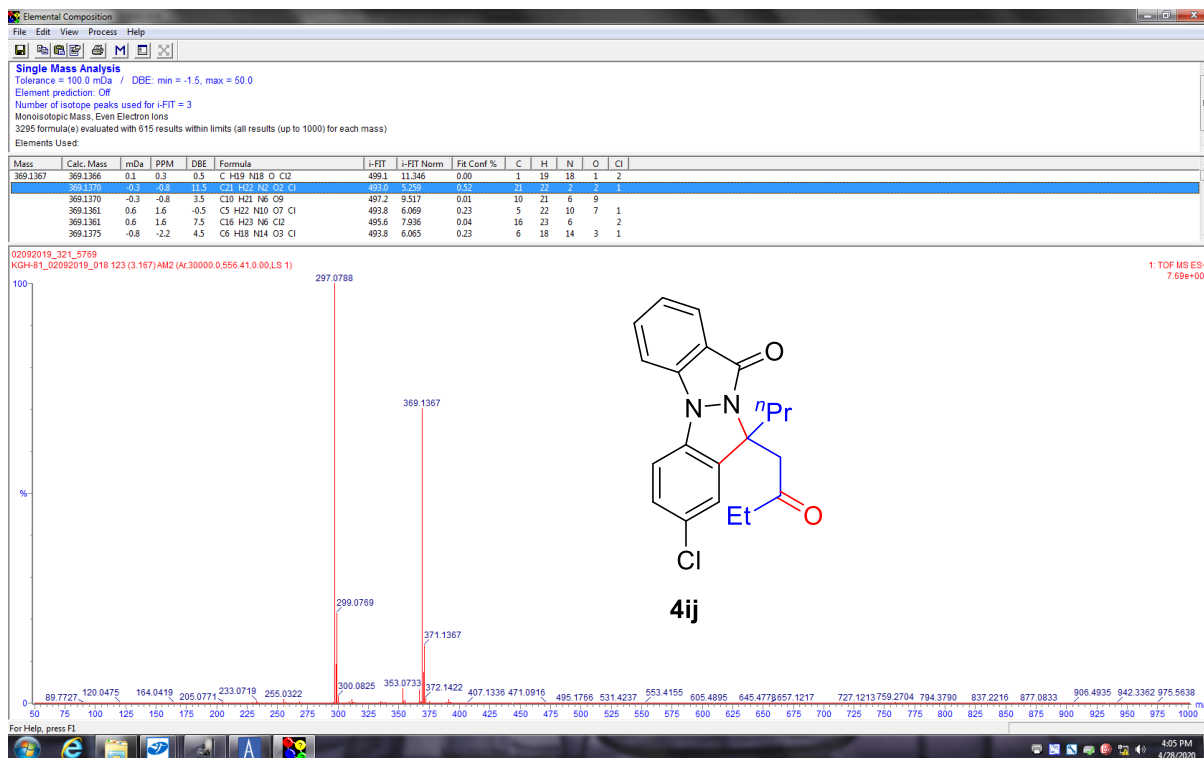 Elemental Composition
File Edit View Process Help
Single Mass Analysis
Tolerance = 100.0 mDa / DBE: min = -1.5, max = 50.0
Element prediction: Off
Number of isotope peaks used for i-FIT = 3
Monoisotopic Mass, Even Electron Ions
3295 formula(e) evaluated with 615 results within limits (all results (up to 1000) for each mass)
Elements Used:
Mass Calc. Mass mDa PPM DBE Formula i-FIT i-FIT Norm Fit Conf % C H N O Cl
369.1367 369.1366 0.1 0.3 0.5 C H19 N18 O Cl2 499.1 11.346 0.00 1 19 18 1 2
369.1370 -0.3 -0.8 11.5 C21 H22 N2 O2 Cl 493.0 5.259 0.52 21 22 2 2 1
369.1370 -0.3 -0.8 3.5 C10 H21 N6 O9 497.2 9.517 0.01 10 21 6 9
369.1361 0.6 1.6 -0.5 C5 H22 N10 O7 Cl 493.8 6.069 0.23 5 22 10 7 1
369.1361 0.6 1.6 7.5 C16 H23 N6 Cl2 495.6 7.936 0.04 16 23 6 2
369.1375 -0.8 -2.2 4.5 C6 H18 N14 O3 Cl 493.8 6.065 0.23 6 18 14 3 1
02092019_321_5769
KGH-81_02092019_018 123 (3.167) AM2 (Ar,30000.0,556.41,0.00,LS 1)
1: TOF MS ES+
7.69e+00
100
%
0
297.0788
369.1367
299.0769
371.1367
89.7727 120.0475 164.0419 205.0771 233.0719 255.0322 300.0825 353.0733 372.1422 407.1336 471.0916 495.1766 531.4237 553.4155 605.4895 645.4778 657.1217 727.1213 759.2704 794.3790 837.2216 877.0833 906.4935 942.3362 975.5638
50 75 100 125 150 175 200 225 250 275 300 325 350 375 400 425 450 475 500 525 550 575 600 625 650 675 700 725 750 775 800 825 850 875 900 925 950 975 1000
O
N N nPr
Et O
Cl
4ij
For Help, press F1
4:05 PM
4/28/2020